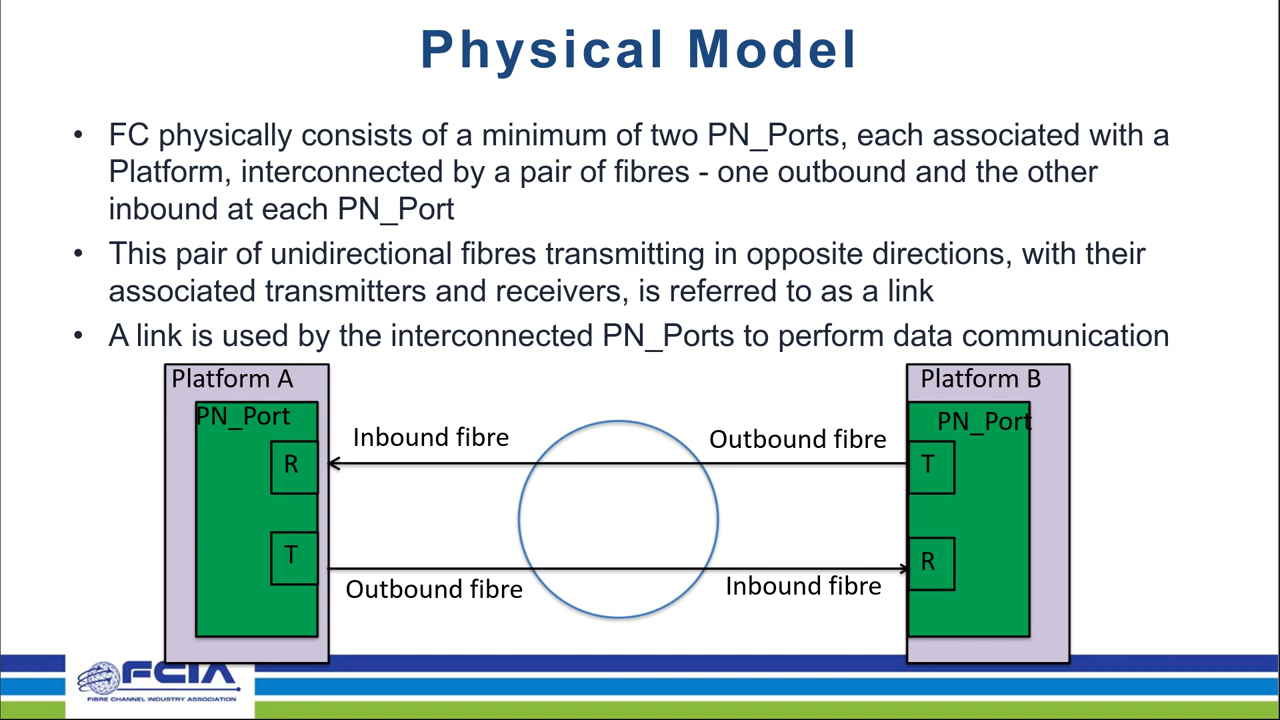 Physical Model
• FC physically consists of a minimum of two PN_Ports, each associated with a
Platform, interconnected by a pair of fibres - one outbound and the other
inbound at each PN_Port
• This pair of unidirectional fibres transmitting in opposite directions, with their
associated transmitters and receivers, is referred to as a link
• A link is used by the interconnected PN_Ports to perform data communication
Platform A
PN_Port
R
T
Inbound fibre
Outbound fibre
Outbound fibre
Inbound fibre
Platform B
PN_Port
T
R
FCIA
FIBRE CHANNEL INDUSTRY ASSOCIATION